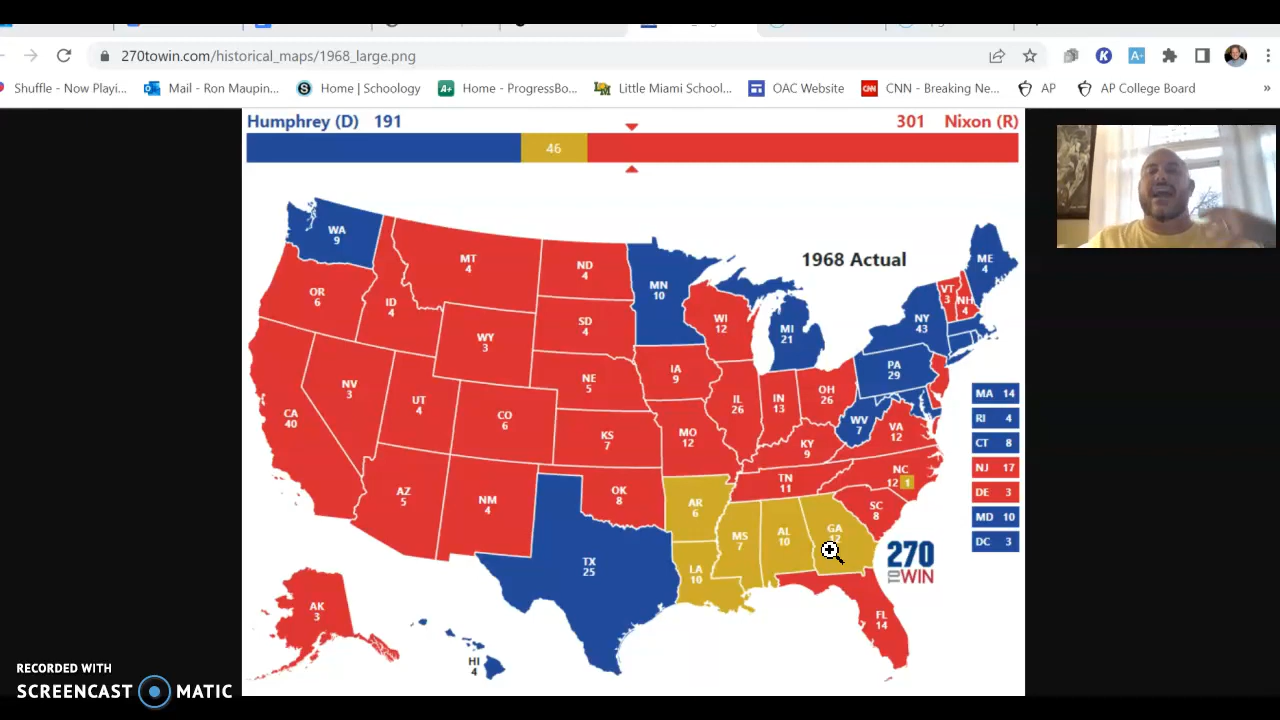 270towin.com/historical_maps/1968_large.png
Shuffle - Now Playi... Mail - Ron Maupin... Home | Schoology Home - ProgressBo... Little Miami School... OAC Website CNN - Breaking Ne... AP AP College Board »
Humphrey (D) 191 301 Nixon (R)
46
1968 Actual
WA
9
OR
6
ID
4
MT
4
ND
4
MN
10
SD
4
WY
3
WI
12
MI
21
NY
43
VT
3
NH
4
ME
4
PA
29
NV
3
UT
4
CO
6
NE
5
IA
9
IL
26
IN
13
OH
26
WV
7
VA
12
CA
40
KS
7
MO
12
KY
9
NC
12 1
TN
11
SC
8
AZ
5
NM
4
OK
8
AR
6
MS
7
AL
10
GA
TX
25
LA
10
FL
14
AK
3
HI
4
MA 14
RI 4
CT 8
NJ 17
DE 3
MD 10
DC 3
270
TO WIN
RECORDED WITH
SCREENCAST MATIC